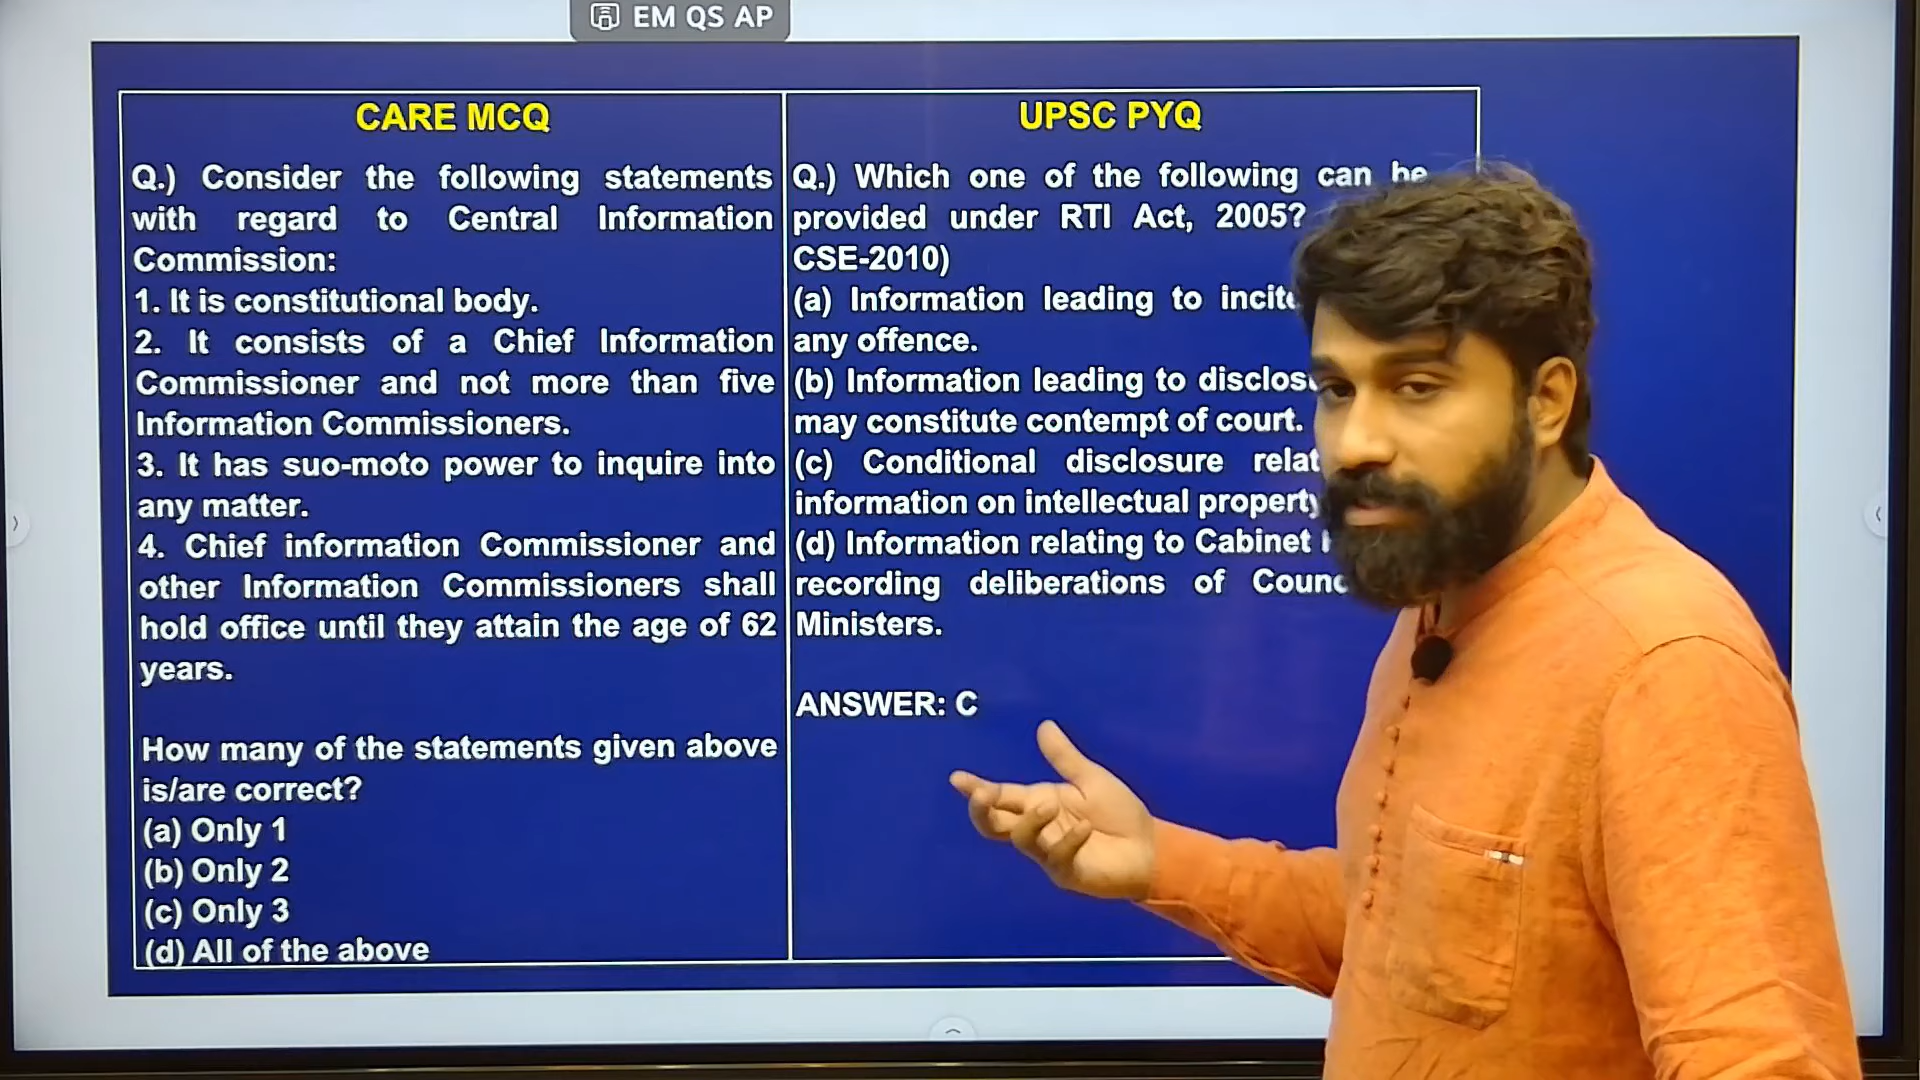 EM QS AP
CARE MCQ
Q.) Consider the following statements
with regard to Central Information
Commission:
1. It is constitutional body.
2. It consists of a Chief Information
Commissioner and not more than five
Information Commissioners.
3. It has suo-moto power to inquire into
any matter.
4. Chief information Commissioner and
other Information Commissioners shall
hold office until they attain the age of 62
years.
How many of the statements given above
is/are correct?
(a) Only 1
(b) Only 2
(c) Only 3
(d) All of the above
UPSC PYQ
Q.) Which one of the following can be
provided under RTI Act, 2005?
CSE-2010)
(a) Information leading to
any offence.
(b) Information leading to
may constitute contempt of court.
(c) Conditional disclosure
information on intellectual property
(d) Information relating to Cabinet
recording deliberations of
Ministers.
ANSWER: C